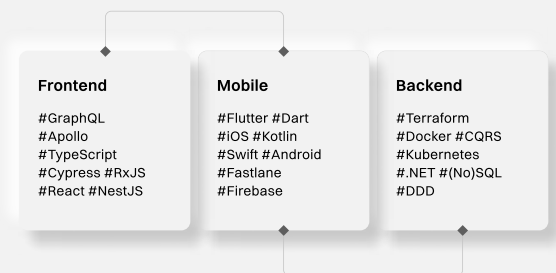 Frontend
#GraphQL
#Apollo
#TypeScript
#Cypress #RxJS
#React #NestJS
Mobile
#Flutter #Dart
#iOS #Kotlin
#Swift #Android
#Fastlane
#Firebase
Backend
#Terraform
#Docker #CQRS
#Kubernetes
#.NET #(No)SQL
#DDD